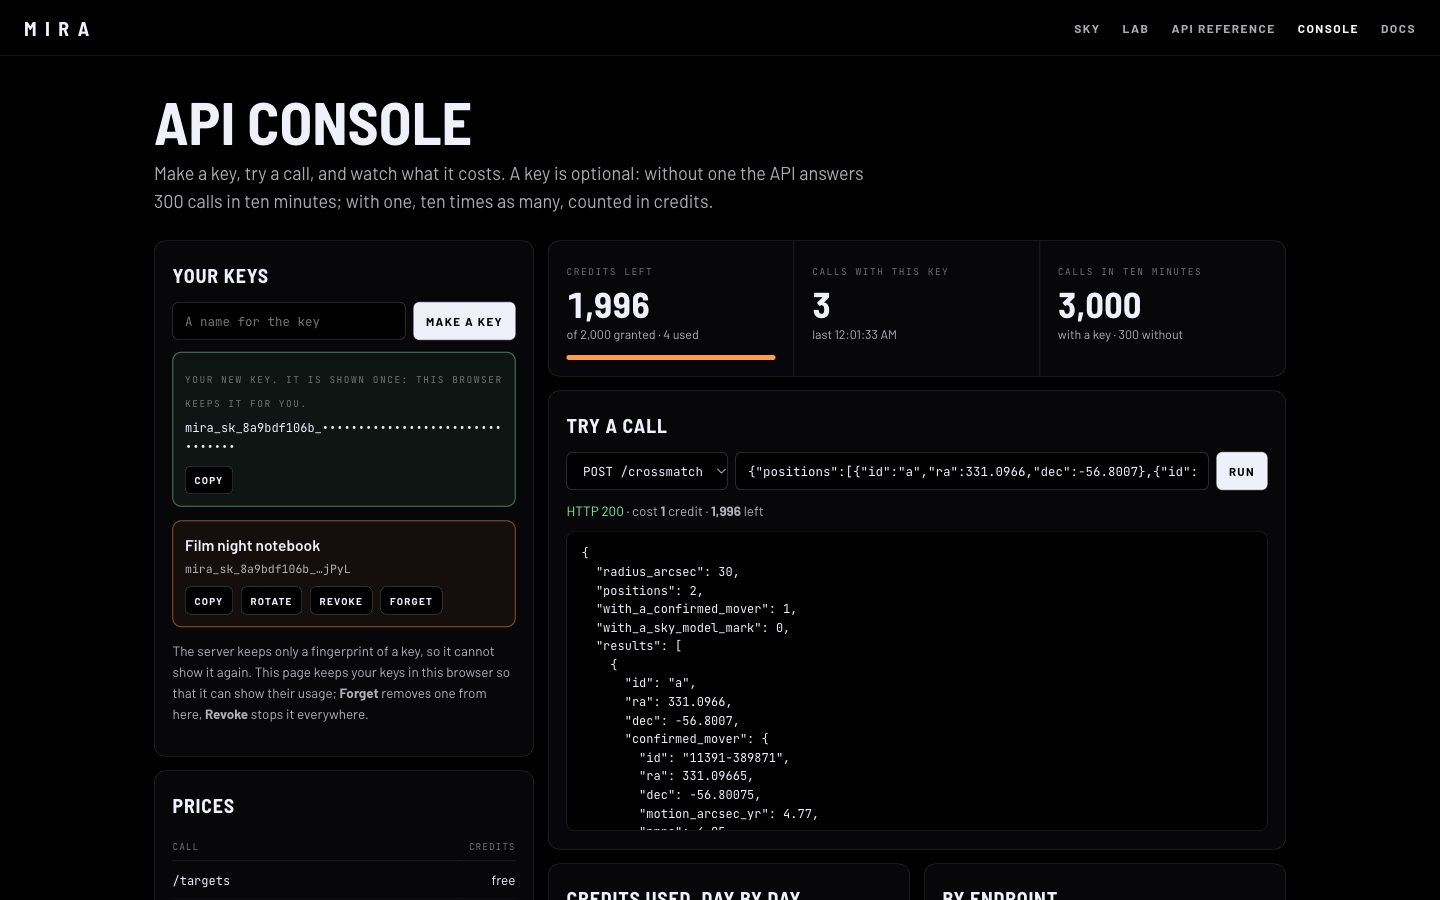 MIRA
SKY LAB API REFERENCE CONSOLE DOCS
API CONSOLE
Make a key, try a call, and watch what it costs. A key is optional: without one the API answers
300 calls in ten minutes; with one, ten times as many, counted in credits.
YOUR KEYS
A name for the key
MAKE A KEY
YOUR NEW KEY. IT IS SHOWN ONCE: THIS BROWSER
KEEPS IT FOR YOU.
mira_sk_8a9bdf106b_•••••••••••••••••••••••••
•••••••
COPY
Film night notebook
mira_sk_8a9bdf106b_…jPyL
COPY ROTATE REVOKE FORGET
The server keeps only a fingerprint of a key, so it cannot
show it again. This page keeps your keys in this browser so
that it can show their usage; Forget removes one from
here, Revoke stops it everywhere.
PRICES
CALL CREDITS
/targets free
CREDITS LEFT
1,996
of 2,000 granted · 4 used
CALLS WITH THIS KEY
3
last 12:01:33 AM
CALLS IN TEN MINUTES
3,000
with a key · 300 without
TRY A CALL
POST /crossmatch
{"positions":[{"id":"a","ra":331.0966,"dec":-56.8007},{"id":
RUN
HTTP 200 · cost 1 credit · 1,996 left
{
"radius_arcsec": 30,
"positions": 2,
"with_a_confirmed_mover": 1,
"with_a_sky_model_mark": 0,
"results": [
{
"id": "a",
"ra": 331.0966,
"dec": -56.8007,
"confirmed_mover": {
"id": "11391-389871",
"ra": 331.09665,
"dec": -56.80075,
"motion_arcsec_yr": 4.77,
CREDITS USED, DAY BY DAY
BY ENDPOINT